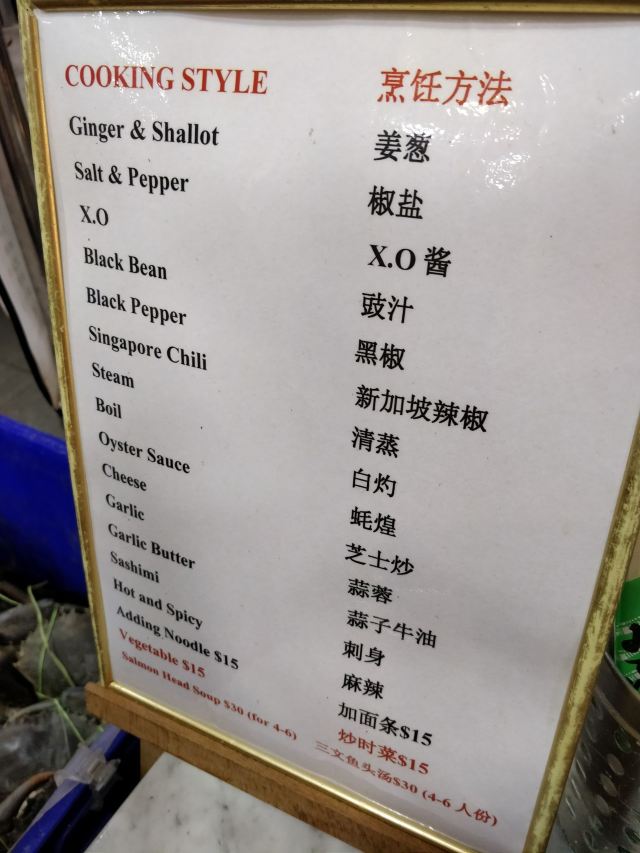 COOKING STYLE 烹饪方法
Ginger & Shallot 姜葱
Salt & Pepper 椒盐
X.O X.O 酱
Black Bean 豉汁
Black Pepper 黑椒
Singapore Chili 新加坡辣椒
Steam 清蒸
Boil 白灼
Oyster Sauce 蚝煌
Cheese 芝士炒
Garlic 蒜蓉
Garlic Butter 蒜子牛油
Sashimi 刺身
Hot and Spicy 麻辣
Adding Noodle $15 加面条$15
Vegetable $15 炒时菜$15
Salmon Head Soup $30 (for 4-6) 三文鱼头汤$30 (4-6 人份)